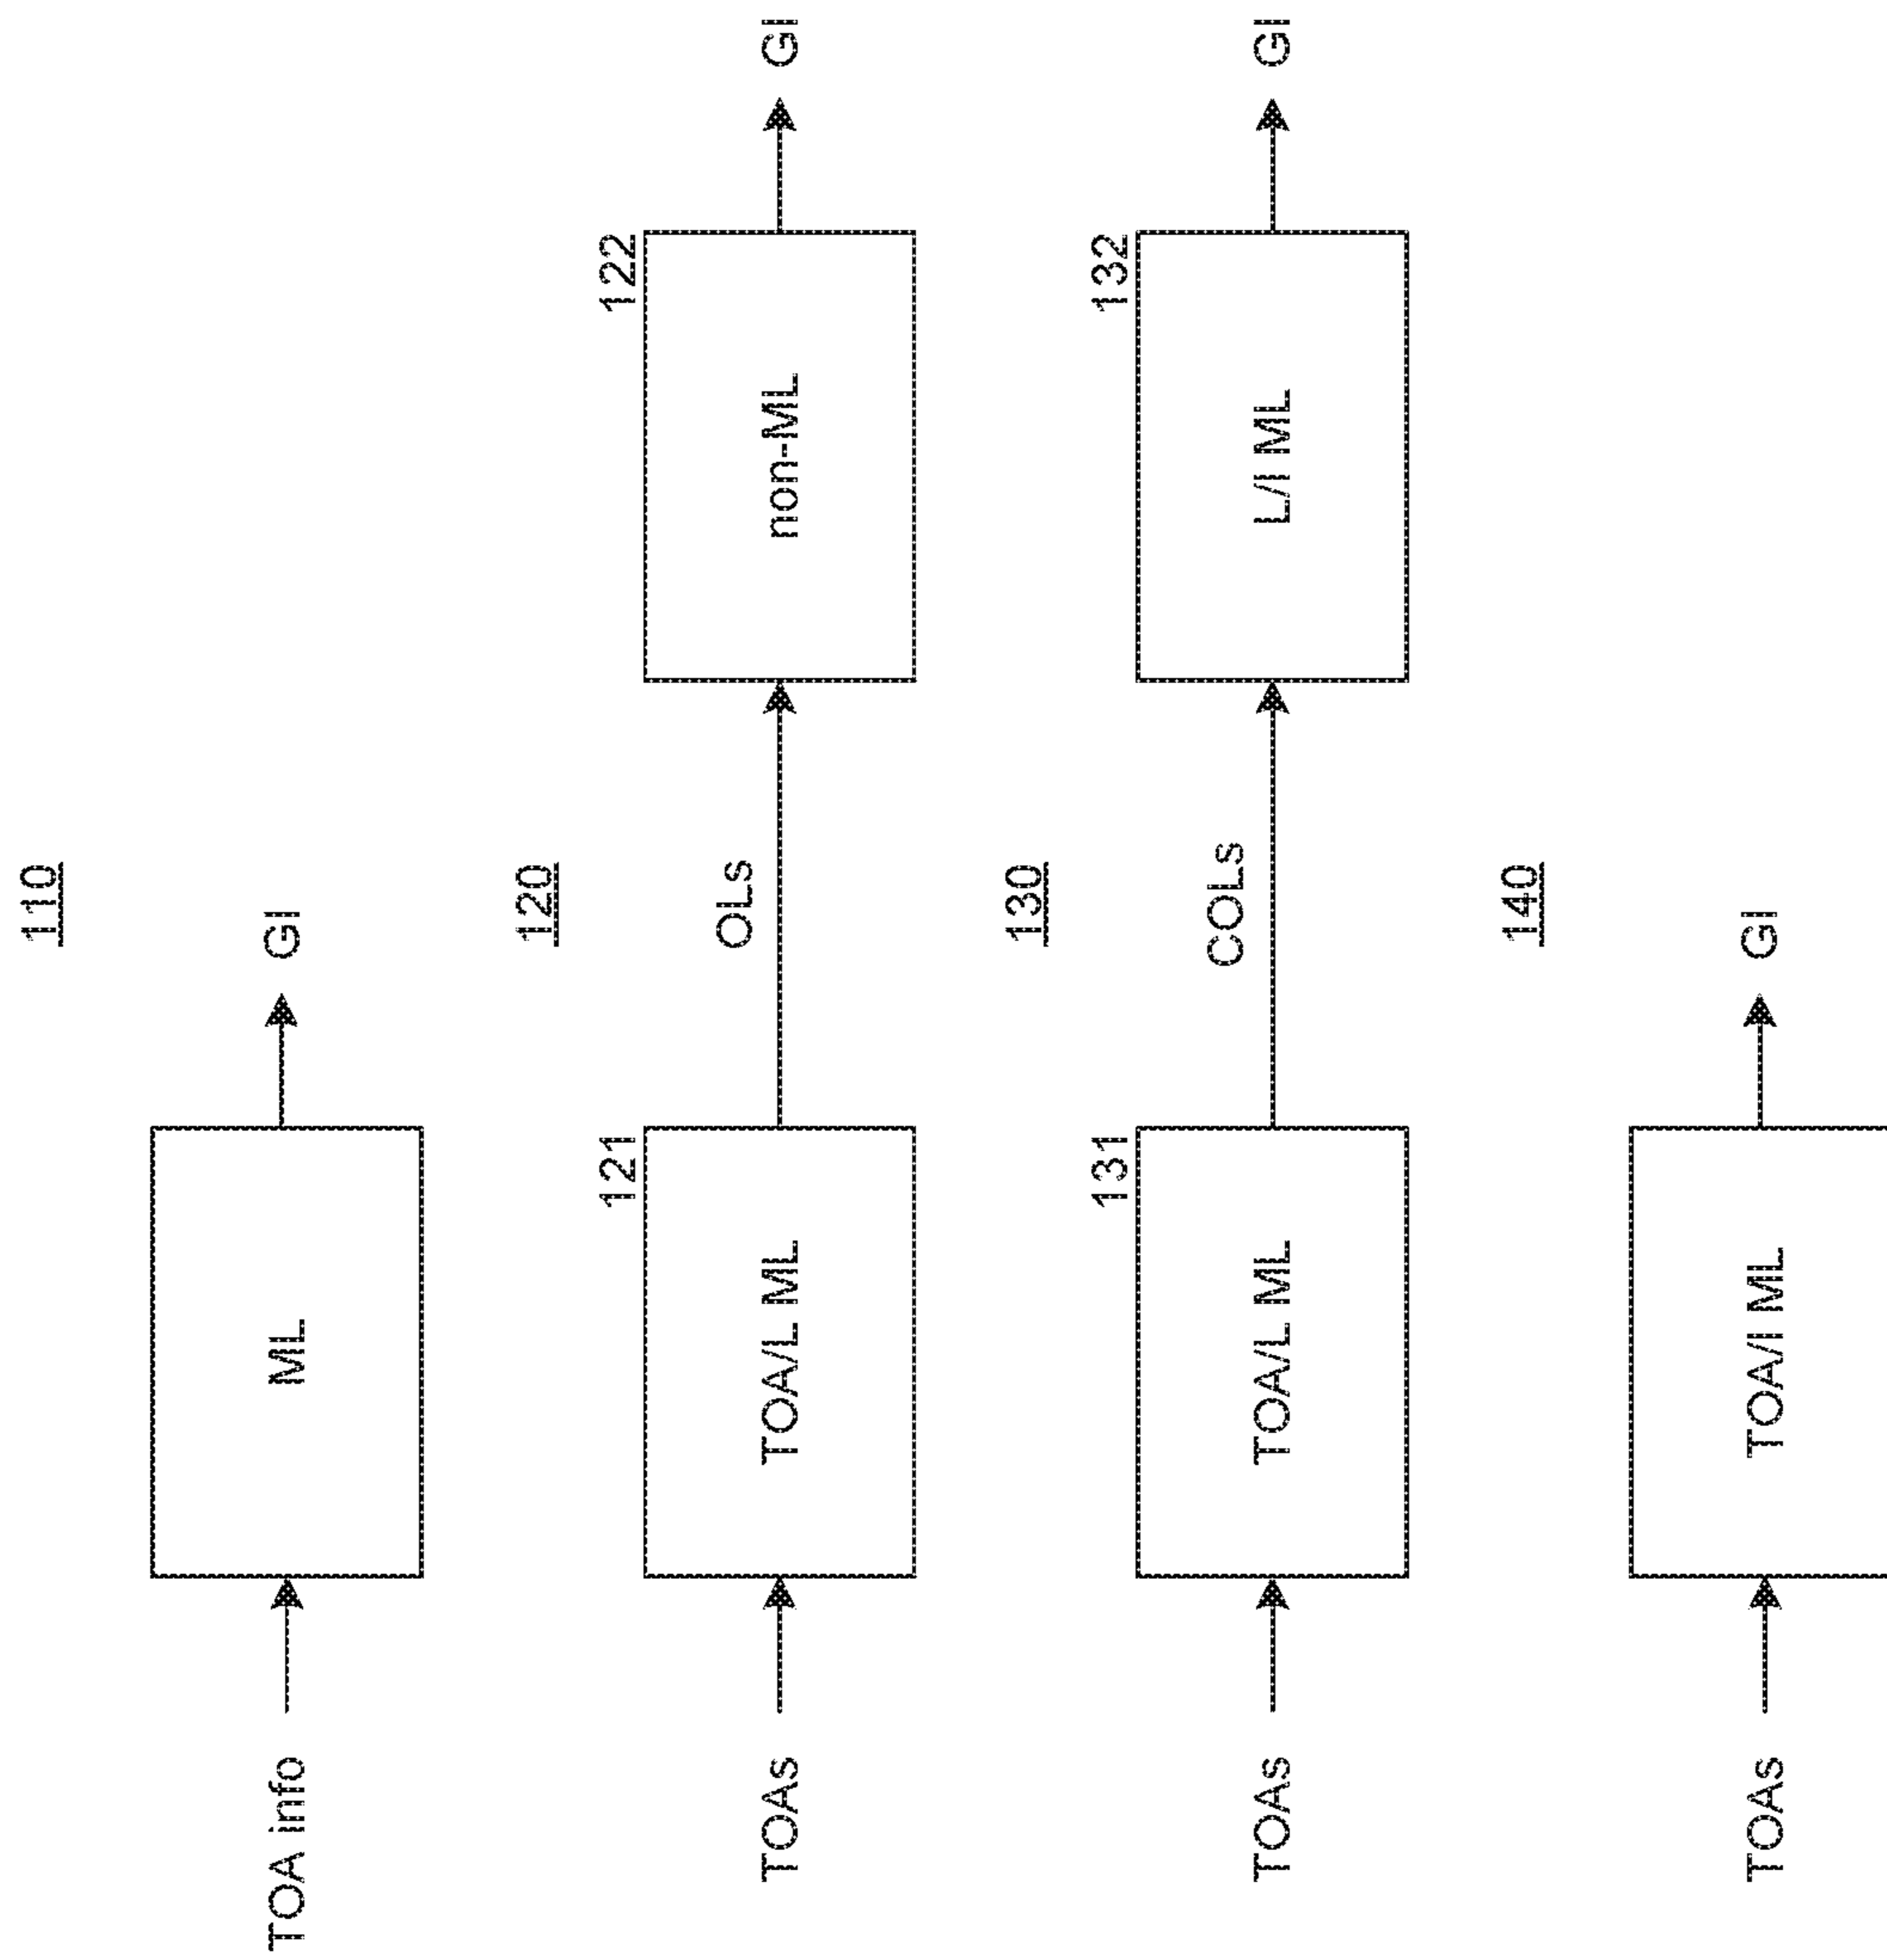 110
TOA info
ML
GI
120
TOAs
121
TOA/L ML
OLs
122
non-ML
GI
130
TOAs
131
TOA/L ML
COLs
132
L/I ML
GI
140
TOAs
TOA/I ML
GI